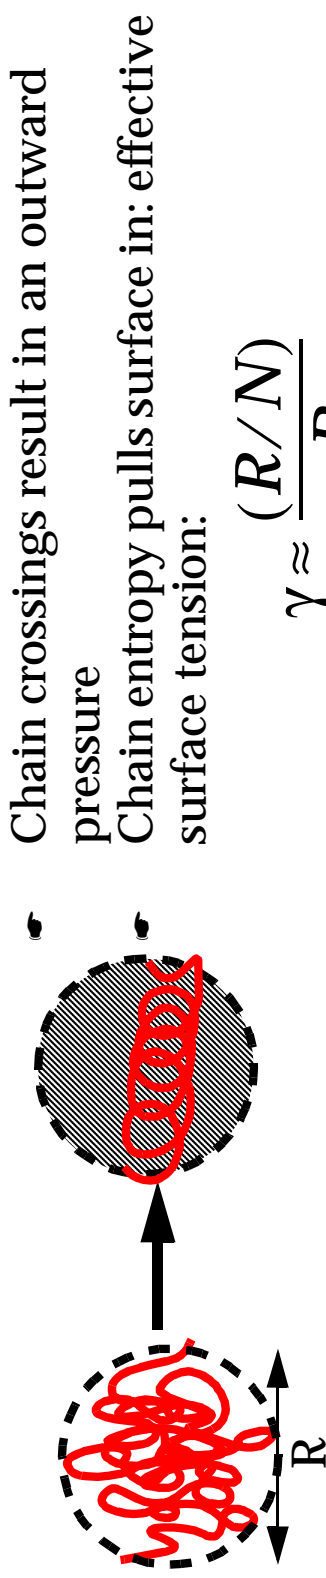 Chain crossings result in an outward
pressure
Chain entropy pulls surface in: effective
surface tension:
γ ≈ (R/N)
R